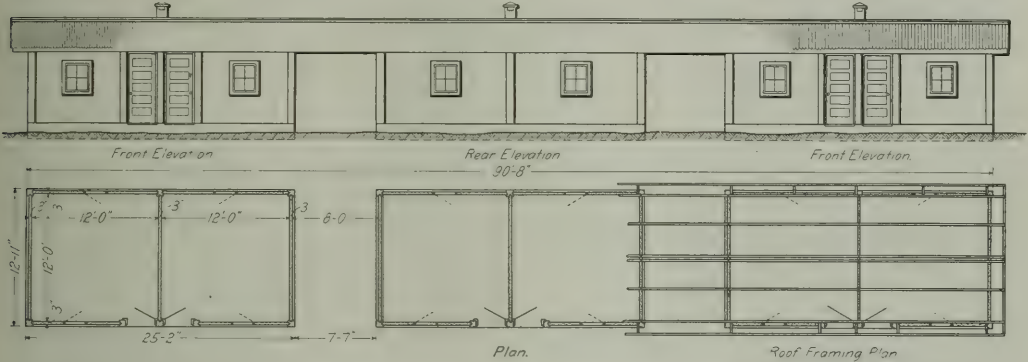 Front Elevation
Rear Elevation
Front Elevation.
90'-8"
3"
3
12'-0"
3"
12'-0"
3
8-0
12'-11"
12'-0"
3"
25'-2"
7'-7"
Plan.
Roof Framing Plan